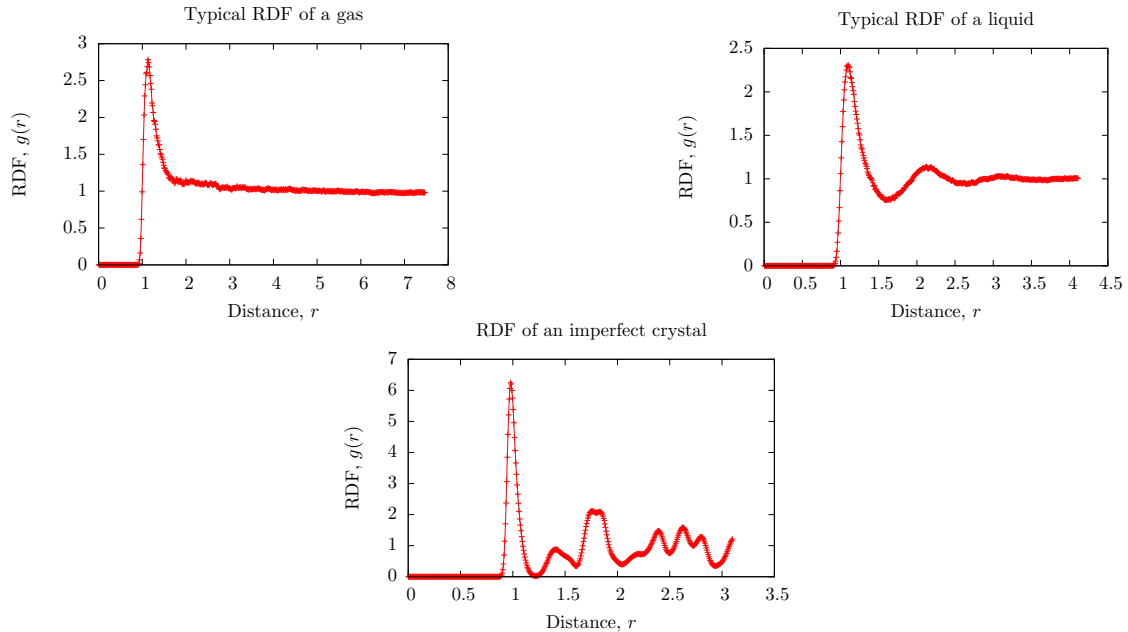 Typical RDF of a gas
RDF, g(r)
3
2.5
2
1.5
1
0.5
0
0 1 2 3 4 5 6 7 8
Distance, r
Typical RDF of a liquid
RDF, g(r)
2.5
2
1.5
1
0.5
0
0 0.5 1 1.5 2 2.5 3 3.5 4 4.5
Distance, r
RDF of an imperfect crystal
RDF, g(r)
7
6
5
4
3
2
1
0
0 0.5 1 1.5 2 2.5 3 3.5
Distance, r